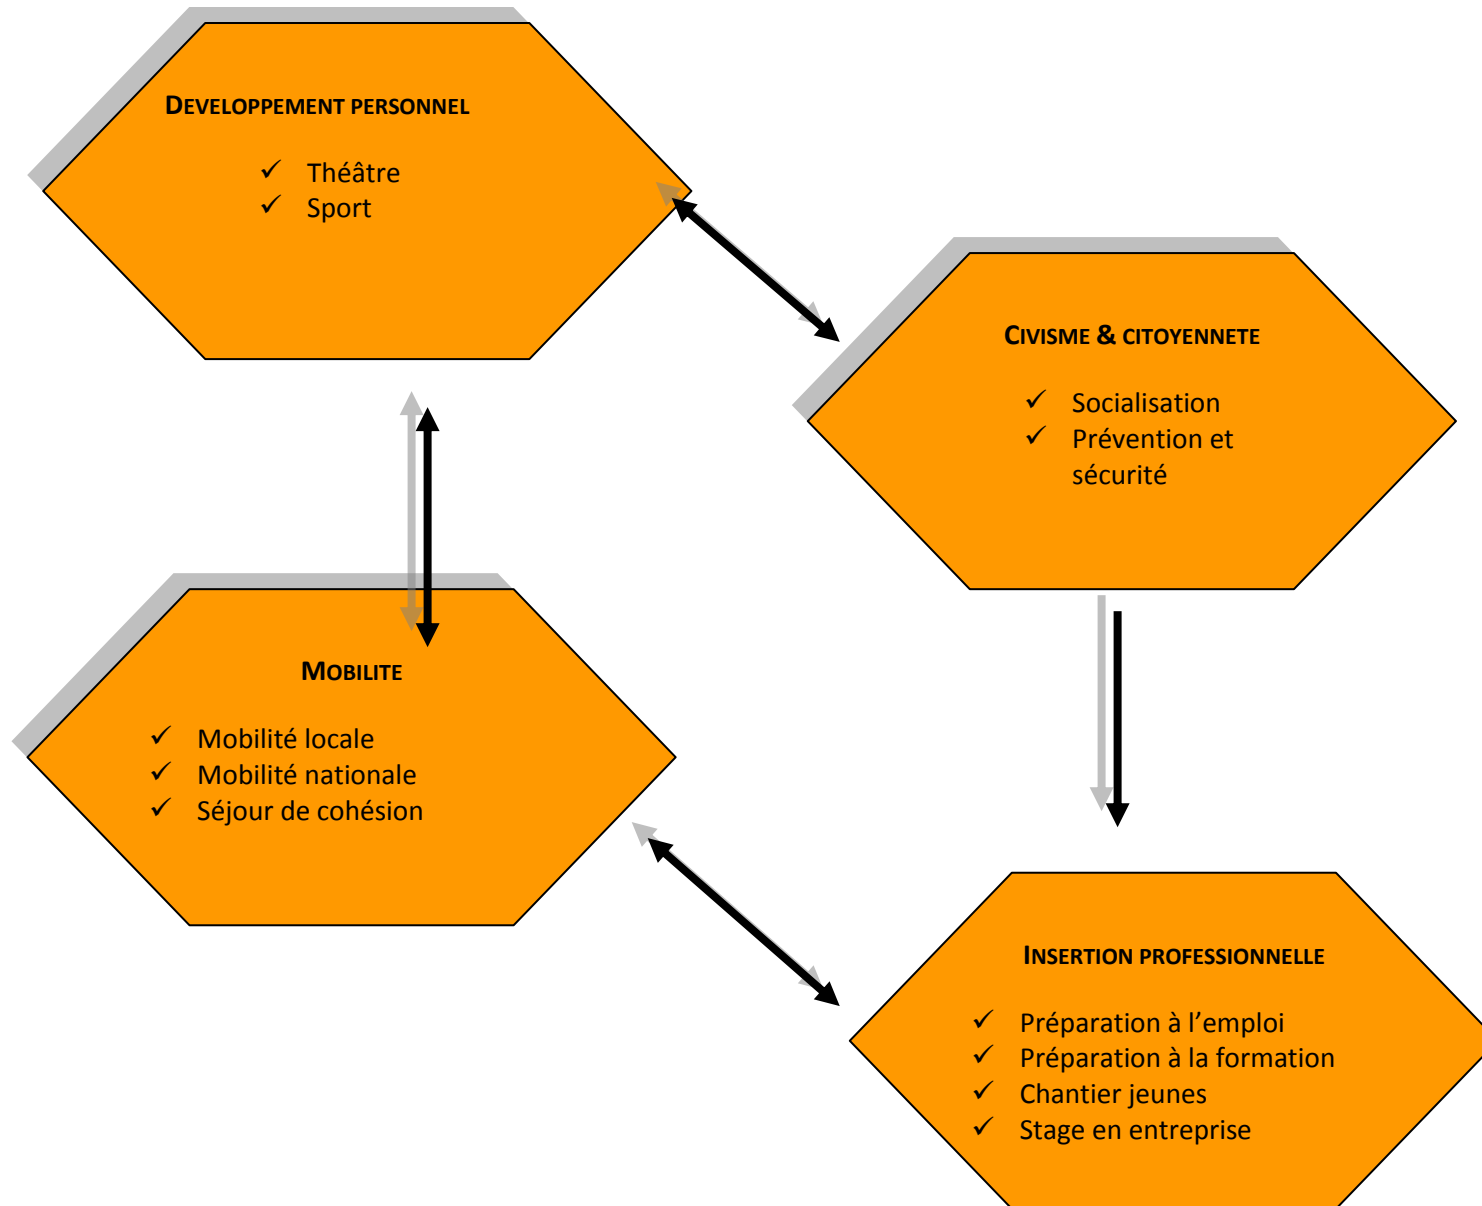 DEVELOPPEMENT PERSONNEL
✓ Théâtre
✓ Sport
CIVISME & CITOYENNETE
✓ Socialisation
✓ Prévention et
sécurité
MOBILITE
✓ Mobilité locale
✓ Mobilité nationale
✓ Séjour de cohésion
INSERTION PROFESSIONNELLE
✓ Préparation à l’emploi
✓ Préparation à la formation
✓ Chantier jeunes
✓ Stage en entreprise